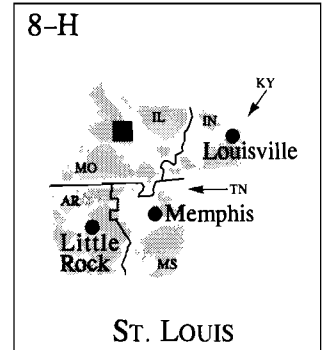 8–H
KY
IL
IN
Louisville
MO
TN
AR
Memphis
Little
Rock
MS
ST. LOUIS